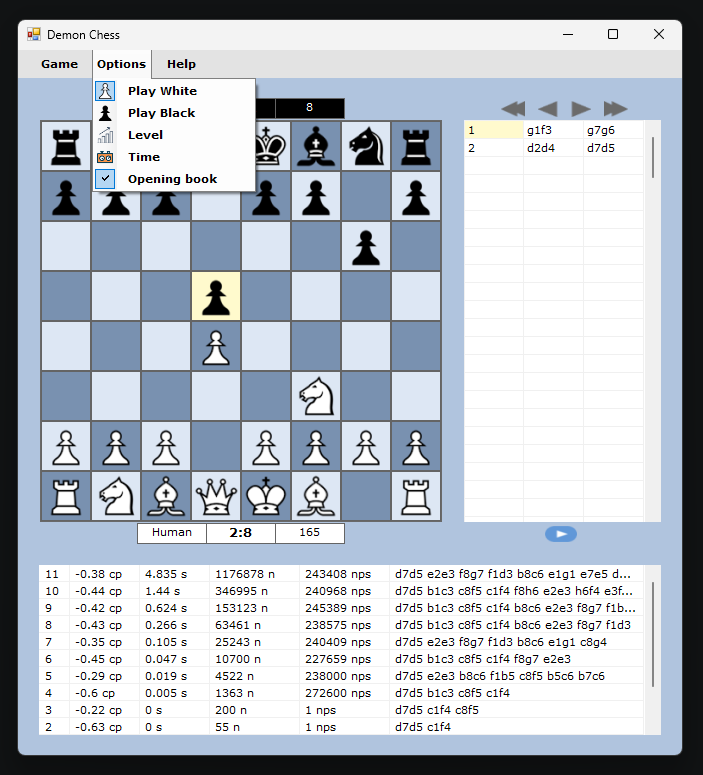 Demon Chess
Game Options Help
Play White
Play Black
Level
Time
Opening book
8
1 g1f3 g7g6
2 d2d4 d7d5
Human 2:8 165
11 -0.38 cp 4.835 s 1176878 n 243408 nps d7d5 e2e3 f8g7 f1d3 b8c6 e1g1 e7e5 d...
10 -0.44 cp 1.44 s 346995 n 240968 nps d7d5 b1c3 c8f5 c1f4 f8h6 e2e3 h6f4 e3f...
9 -0.42 cp 0.624 s 153123 n 245389 nps d7d5 b1c3 c8f5 c1f4 b8c6 e2e3 f8g7 f1b...
8 -0.43 cp 0.266 s 63461 n 238575 nps d7d5 b1c3 c8f5 c1f4 b8c6 e2e3 f8g7 f1d3
7 -0.35 cp 0.105 s 25243 n 240409 nps d7d5 e2e3 f8g7 f1d3 b8c6 e1g1 c8g4
6 -0.45 cp 0.047 s 10700 n 227659 nps d7d5 b1c3 c8f5 c1f4 f8g7 e2e3
5 -0.29 cp 0.019 s 4522 n 238000 nps d7d5 e2e3 b8c6 f1b5 c8f5 b5c6 b7c6
4 -0.6 cp 0.005 s 1363 n 272600 nps d7d5 b1c3 c8f5 c1f4
3 -0.22 cp 0 s 200 n 1 nps d7d5 c1f4 c8f5
2 -0.63 cp 0 s 55 n 1 nps d7d5 c1f4